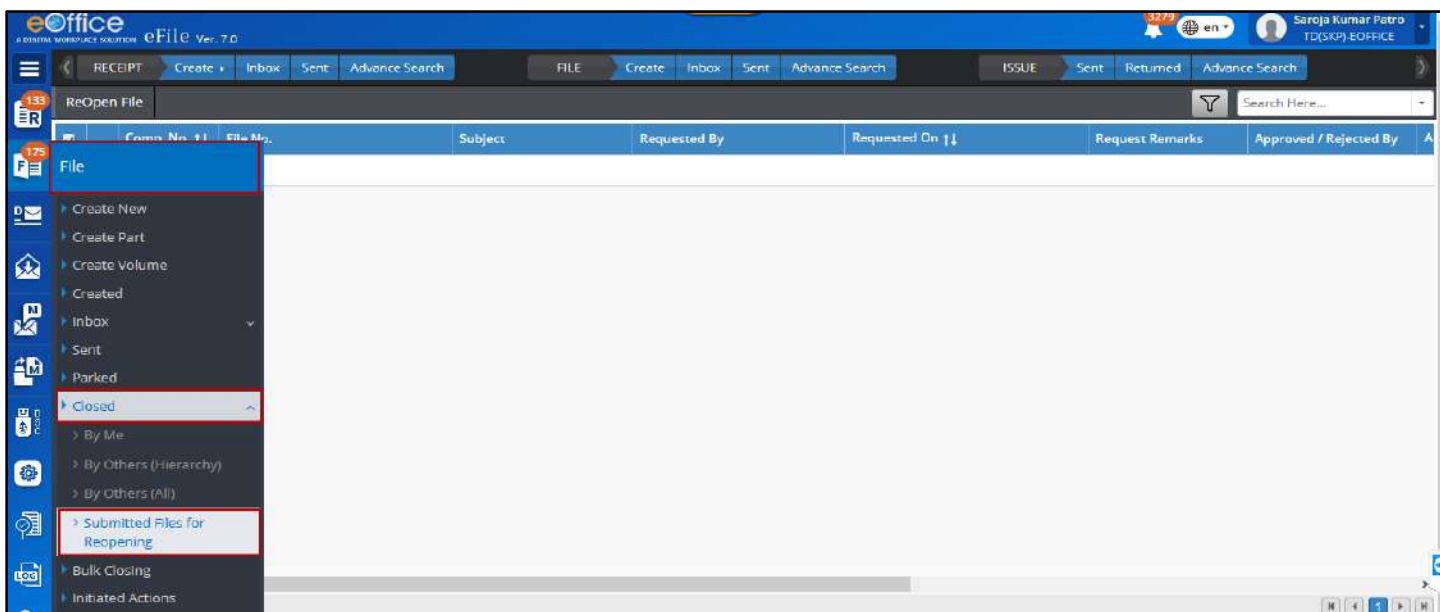 eOffice
A DIGITAL WORKPLACE SOLUTION eFile Ver. 7.0
3279 en Saroja Kumar Patro
TD(SKP)-EOFFICE
RECEIPT Create Inbox Sent Advance Search FILE Create Inbox Sent Advance Search ISSUE Sent Returned Advance Search
133 R ReOpen File Search Here...
Comp. No. File No. Subject Requested By Requested On Request Remarks Approved / Rejected By A
175 F File
Create New
Create Part
Create Volume
Created
Inbox
Sent
Parked
Closed
By Me
By Others (Hierarchy)
By Others (All)
Submitted Files for
Reopening
Bulk Closing
Initiated Actions
D
N
M
DSC
LOG
1